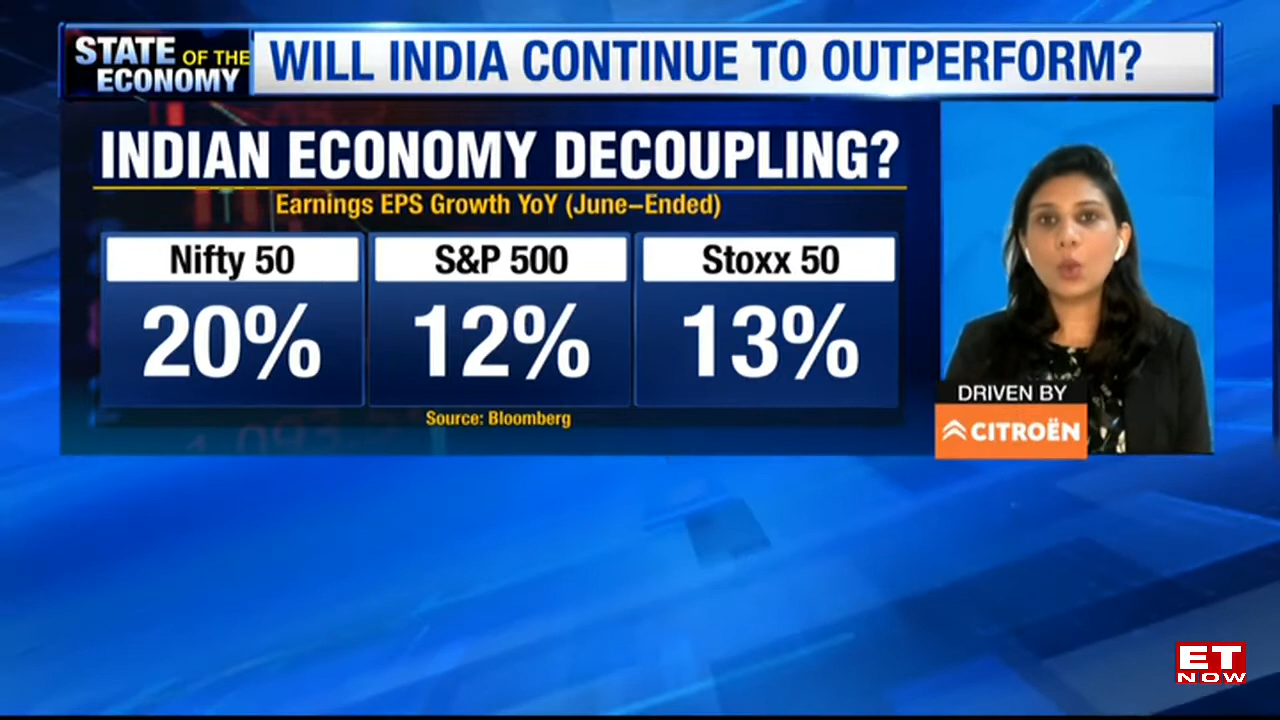 STATE OF THE
ECONOMY
WILL INDIA CONTINUE TO OUTPERFORM?
INDIAN ECONOMY DECOUPLING?
Earnings EPS Growth YoY (June–Ended)
Nifty 50
20%
S&P 500
12%
Stoxx 50
13%
Source: Bloomberg
DRIVEN BY
CITROËN
ET
NOW